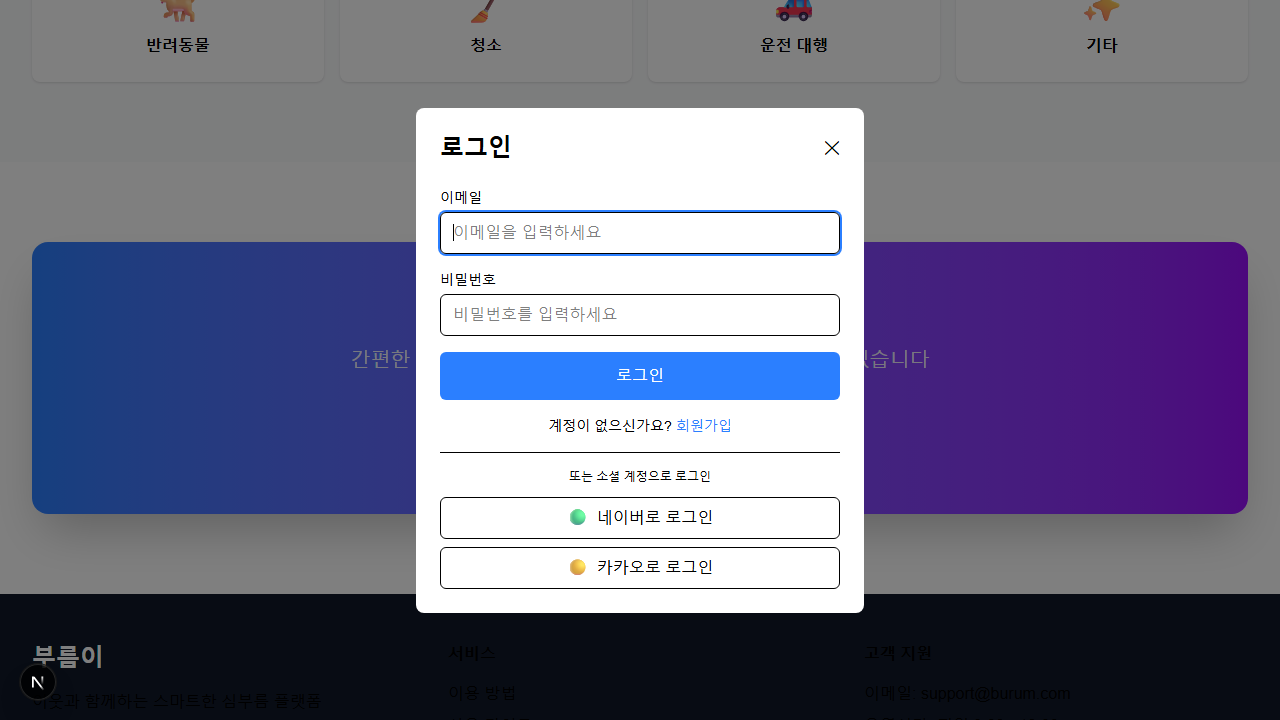 반려동물 청소 운전 대행 기타
로그인
이메일
이메일을 입력하세요
비밀번호
비밀번호를 입력하세요
간편한
있습니다
로그인
계정이 없으신가요? 회원가입
또는 소셜 계정으로 로그인
네이버로 로그인
카카오로 로그인
부름이 서비스 고객 지원
이웃과 함께하는 스마트한 심부름 플랫폼 이용 방법 이메일: support@burum.com